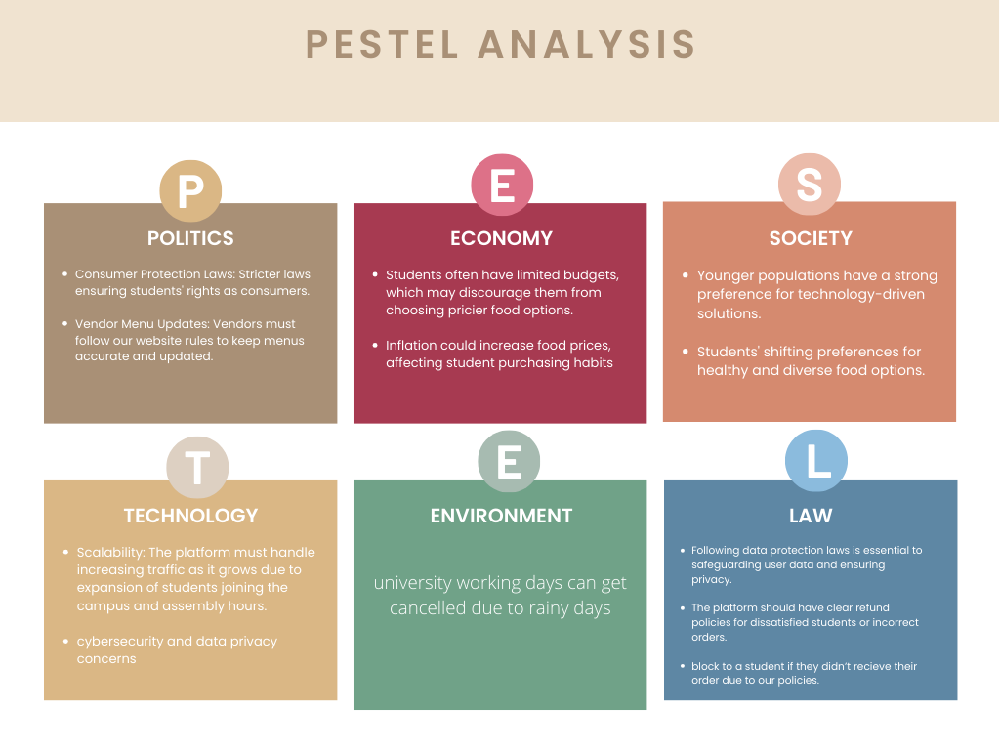 PESTEL ANALYSIS
P
POLITICS
• Consumer Protection Laws: Stricter laws
ensuring students' rights as consumers.
• Vendor Menu Updates: Vendors must
follow our website rules to keep menus
accurate and updated.
E
ECONOMY
• Students often have limited budgets,
which may discourage them from
choosing pricier food options.
• Inflation could increase food prices,
affecting student purchasing habits
S
SOCIETY
• Younger populations have a strong
preference for technology-driven
solutions.
• Students' shifting preferences for
healthy and diverse food options.
T
TECHNOLOGY
• Scalability: The platform must handle
increasing traffic as it grows due to
expansion of students joining the
campus and assembly hours.
• cybersecurity and data privacy
concerns
E
ENVIRONMENT
university working days can get
cancelled due to rainy days
L
LAW
• Following data protection laws is essential to
safeguarding user data and ensuring
privacy.
• The platform should have clear refund
policies for dissatisfied students or incorrect
orders.
• block to a student if they didn't recieve their
order due to our policies.